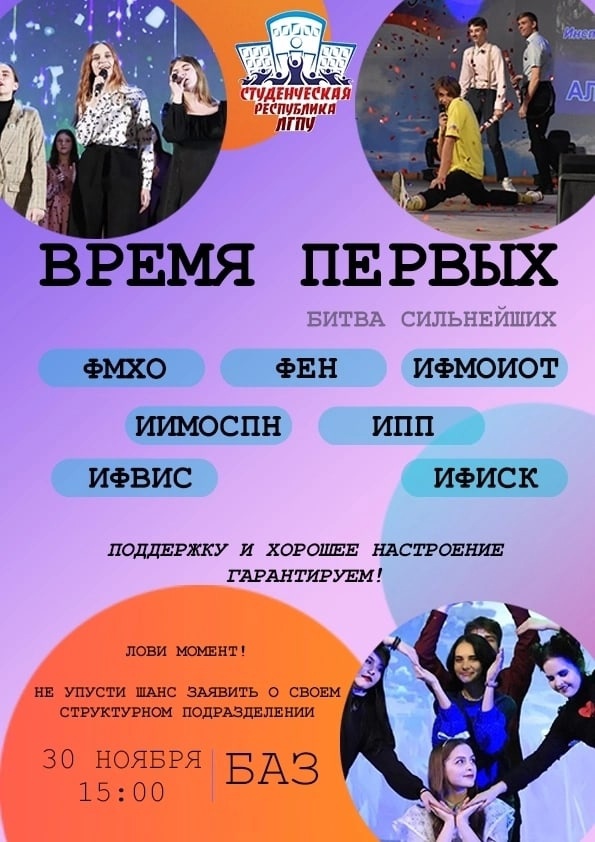 СТУДЕНЧЕСКАЯ
РЕСПУБЛИКА
ЛГПУ
ВРЕМЯ ПЕРВЫХ
БИТВА СИЛЬНЕЙШИХ
ФМХО ФЕН ИФМОИОТ
ИИМОСПН ИПП
ИФВИС ИФИСК
ПОДДЕРЖКУ И ХОРОШЕЕ НАСТРОЕНИЕ
ГАРАНТИРУЕМ!
ЛОВИ МОМЕНТ!
НЕ УПУСТИ ШАНС ЗАЯВИТЬ О СВОЕМ
СТРУКТУРНОМ ПОДРАЗДЕЛЕНИИ
30 НОЯБРЯ
15:00
БАЗ